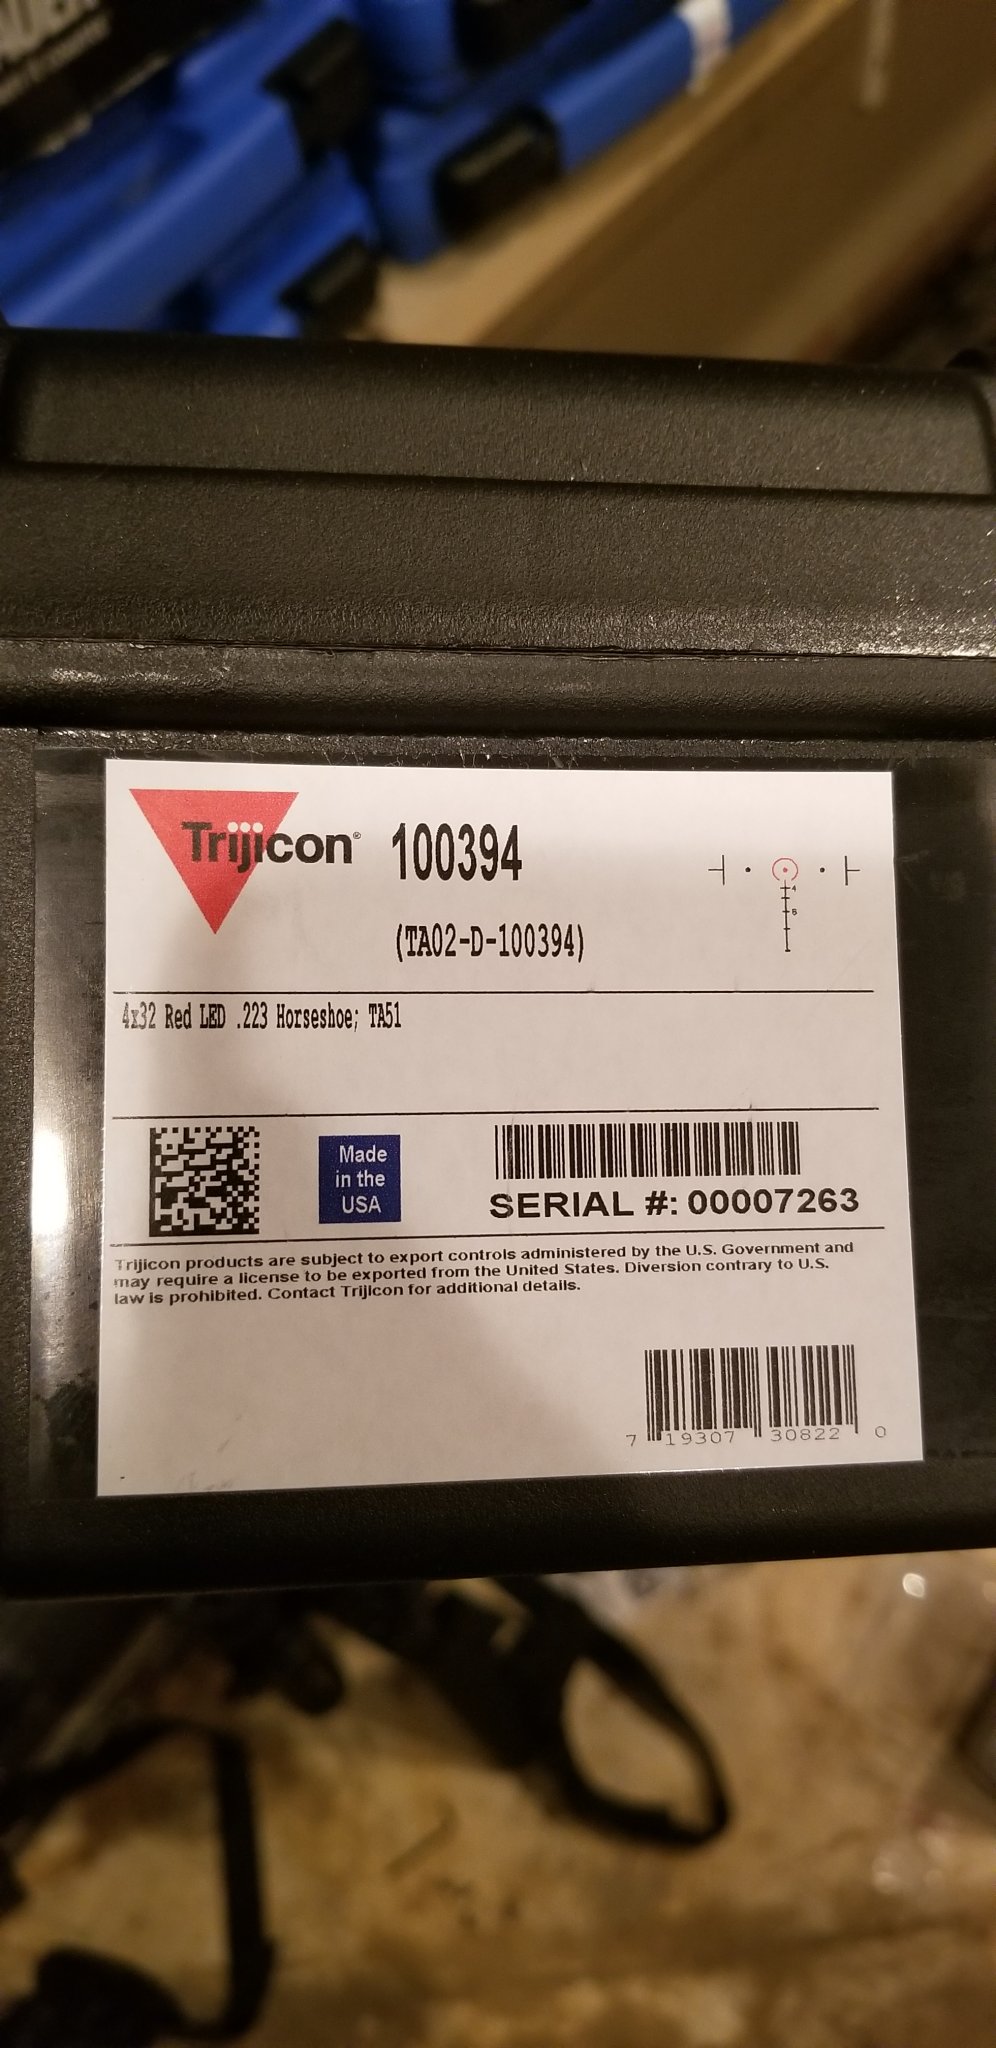 Trijicon®
100394
(TA02-D-100394)
4
6
4x32 Red LED .223 Horseshoe; TA51
Made
in the
USA
SERIAL #: 00007263
Trijicon products are subject to export controls administered by the U.S. Government and
may require a license to be exported from the United States. Diversion contrary to U.S.
law is prohibited. Contact Trijicon for additional details.
7 19307 30822 0